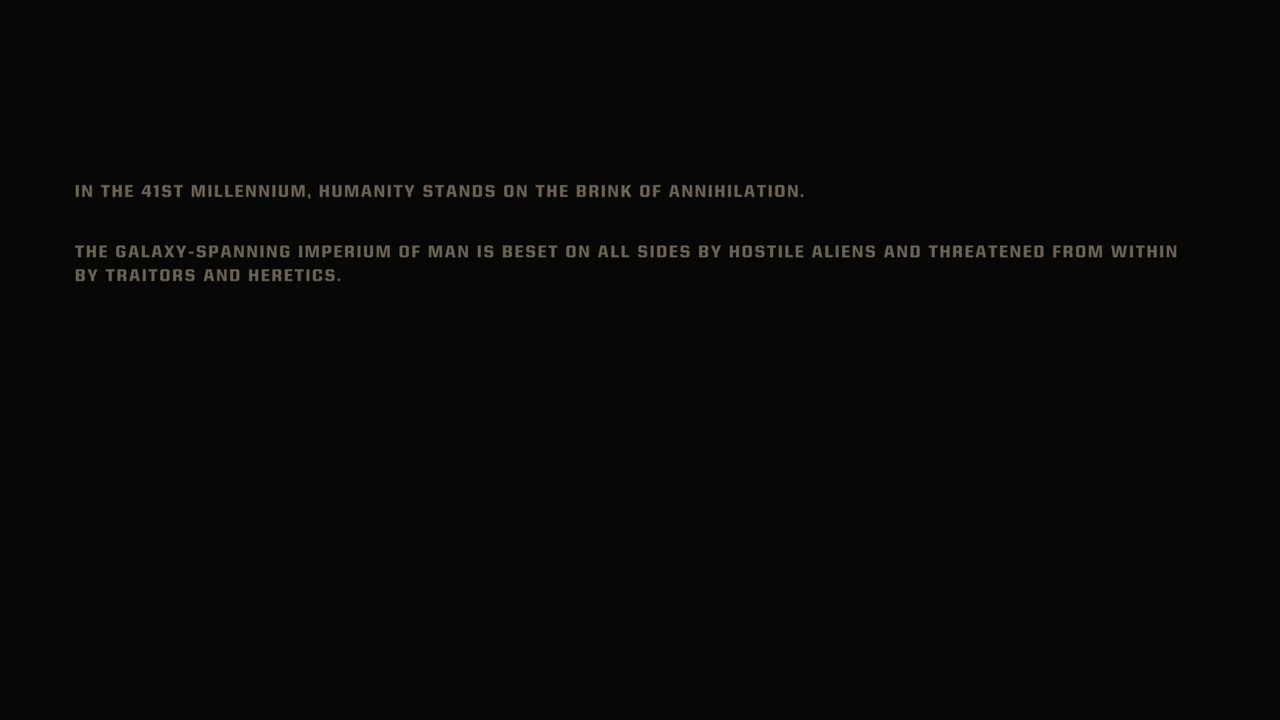 IN THE 41ST MILLENNIUM, HUMANITY STANDS ON THE BRINK OF ANNIHILATION.
THE GALAXY-SPANNING IMPERIUM OF MAN IS BESET ON ALL SIDES BY HOSTILE ALIENS AND THREATENED FROM WITHIN
BY TRAITORS AND HERETICS.